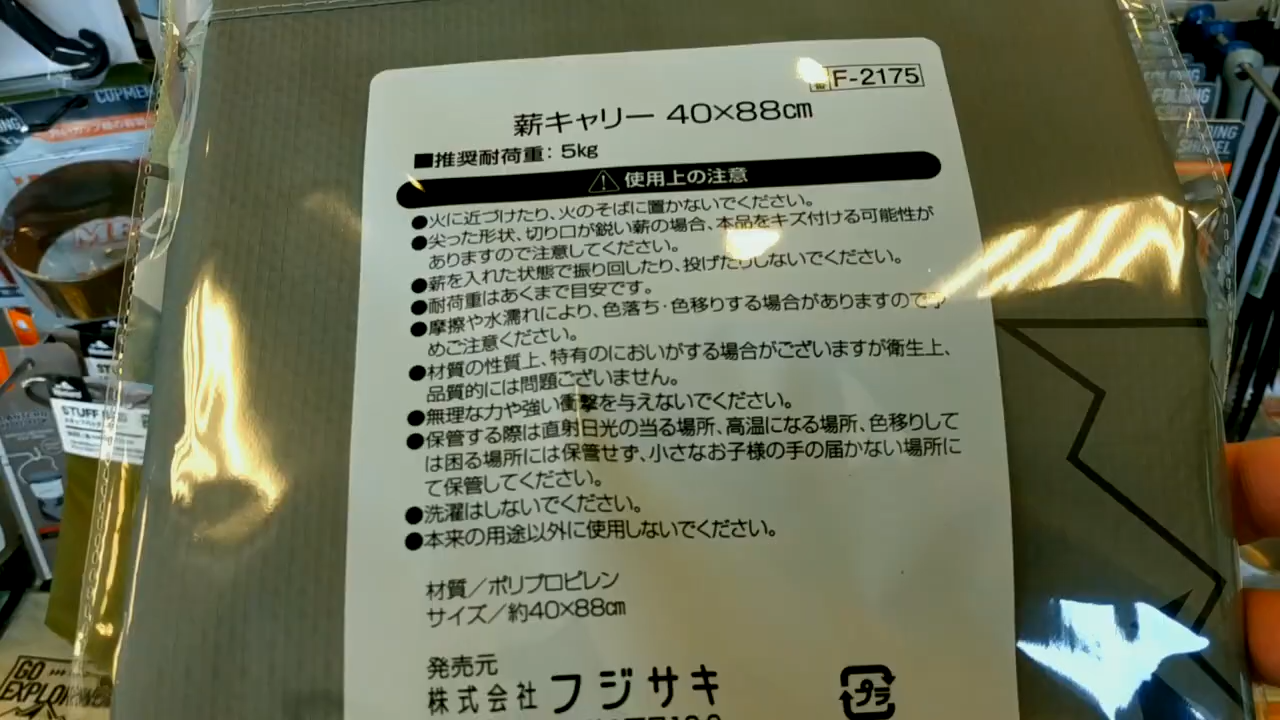 F-2175
薪キャリー 40×88cm
■推奨耐荷重：5kg
使用上の注意
●火に近づけたり、火のそばに置かないでください。
●尖った形状、切り口が鋭い薪の場合、本品をキズ付ける可能性が
ありますので注意してください。
●薪を入れた状態で振り回したり、投げたりしないでください。
●耐荷重はあくまで目安です。
●摩擦や水濡れにより、色落ち・色移りする場合がありますので予
めご注意ください。
●材質の性質上、特有のにおいがする場合がございますが衛生上、
品質的には問題ございません。
●無理な力や強い衝撃を与えないでください。
●保管する際は直射日光の当る場所、高温になる場所、色移りして
は困る場所には保管せず、小さなお子様の手の届かない場所に
て保管してください。
●洗濯はしないでください。
●本来の用途以外に使用しないでください。
材質／ポリプロピレン
サイズ／約40×88cm
発売元
株式会社フジサキ
プラ
STUFF
GO
EXPLO